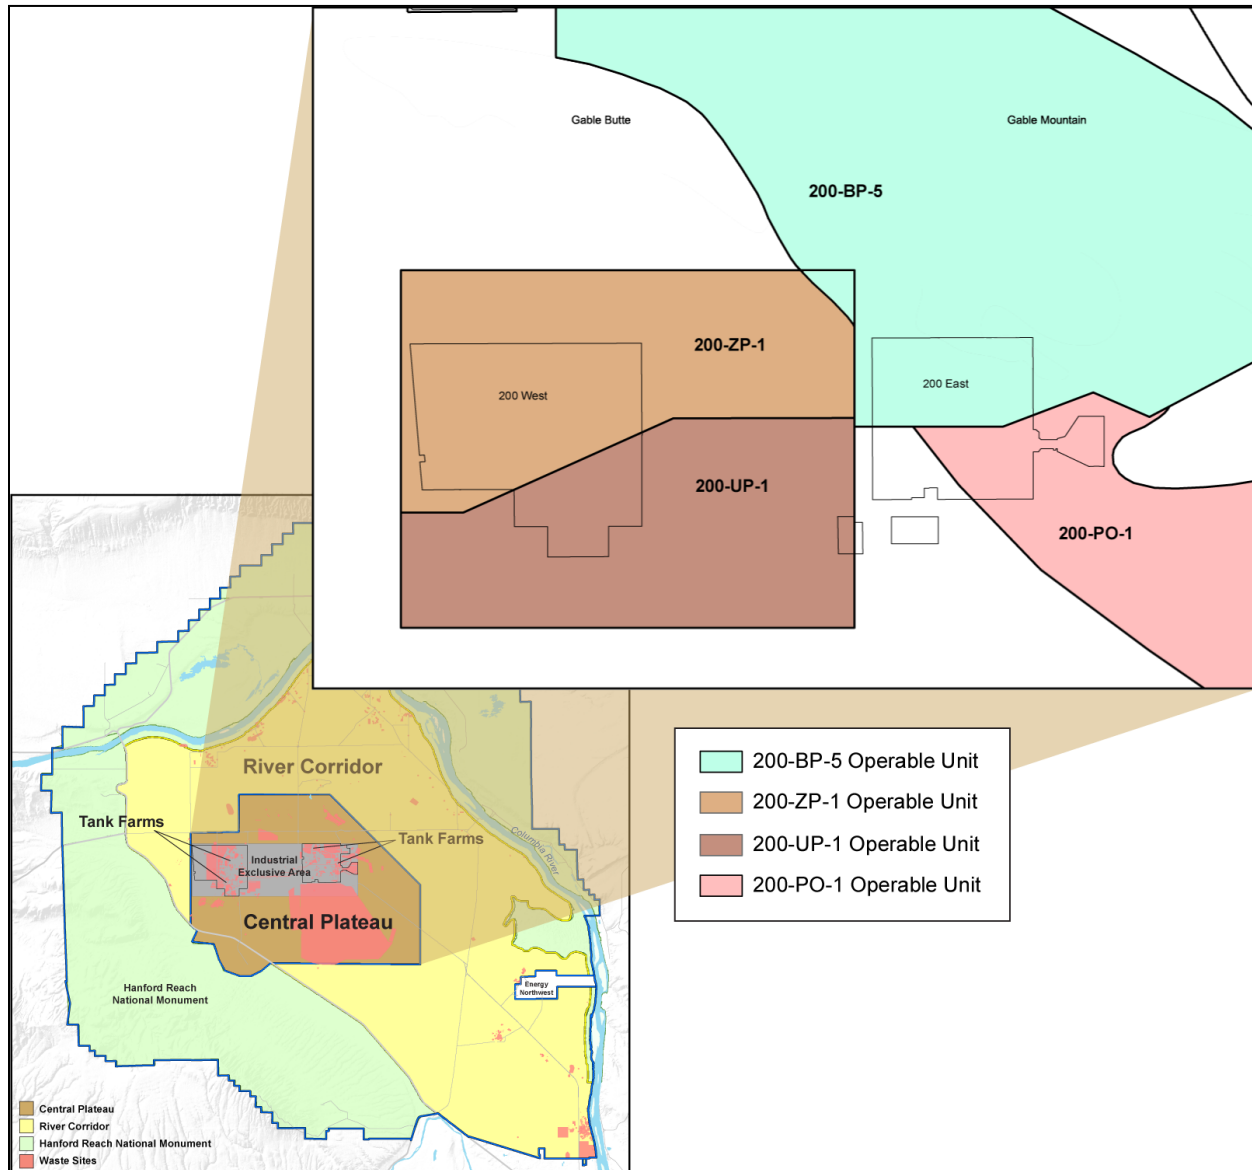 Gable Butte
Gable Mountain
200-BP-5
200-ZP-1
200 West
200 East
200-UP-1
200-PO-1
200-BP-5 Operable Unit
200-ZP-1 Operable Unit
200-UP-1 Operable Unit
200-PO-1 Operable Unit
River Corridor
Tank Farms
Tank Farms
Columbia River
Industrial
Exclusive Area
Central Plateau
Hanford Reach
National Monument
Energy
Northwest
Central Plateau
River Corridor
Hanford Reach National Monument
Waste Sites